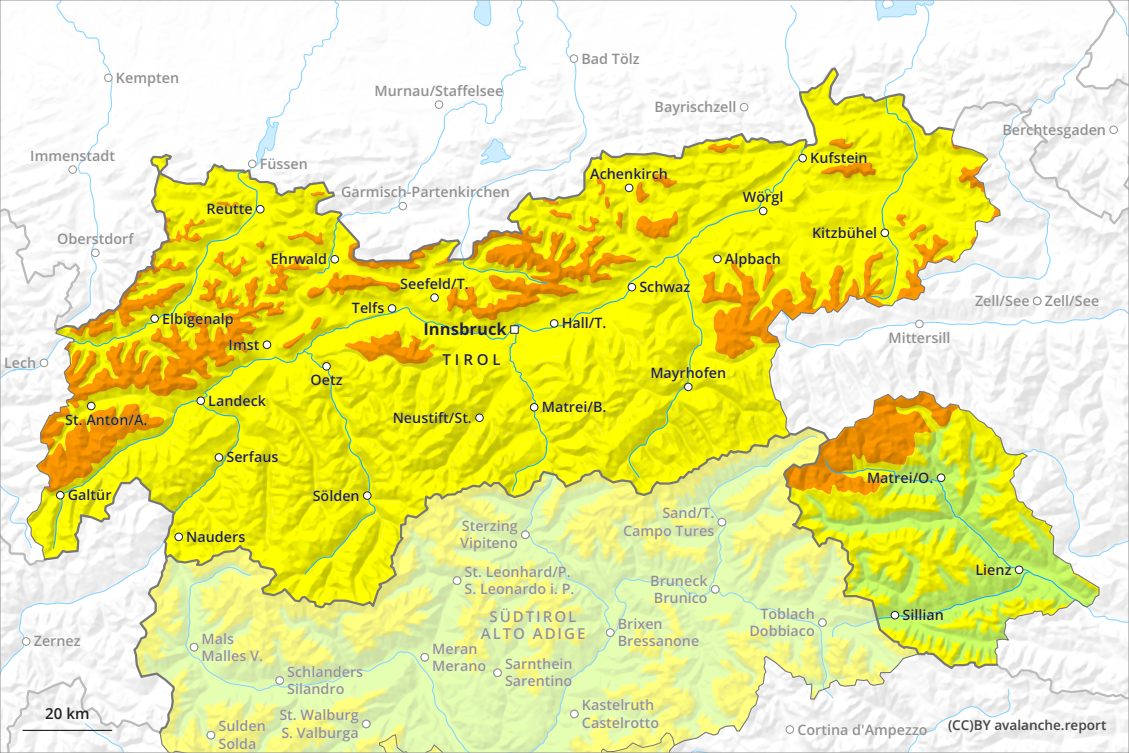 Kempten
Bad Tölz
Murnau/Staffelsee
Bayrischzell
Berchtesgaden
Immenstadt
Füssen
Kufstein
Achenkirch
Garmisch-Partenkirchen
Wörgl
Reutte
Oberstdorf
Kitzbühel
Ehrwald
Alpbach
Seefeld/T.
Schwaz
Zell/See
Zell/See
Telfs
Elbigenalp
Innsbruck
Hall/T.
Mittersill
Imst
TIROL
Lech
Oetz
Mayrhofen
Landeck
Matrei/B.
St. Anton/A.
Neustift/St.
Serfaus
Matrei/O.
Galtür
Sölden
Sand/T.
Campo Tures
Sterzing
Vipiteno
Nauders
Lienz
St. Leonhard/P.
S. Leonardo i. P.
Bruneck
Brunico
SÜDTIROL
ALTO ADIGE
Toblach
Dobbiaco
Sillian
Brixen
Bressanone
Zernez
Mals
Malles V.
Meran
Merano
Sarnthein
Sarentino
Schlanders
Silandro
20 km
St. Walburg
S. Valburga
Kastelruth
Castelrotto
Sulden
Solda
Cortina d'Ampezzo
(CC)BY avalanche.report